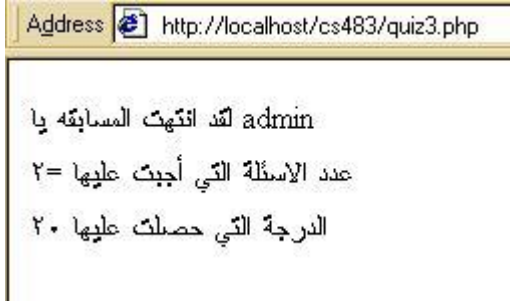 Address http://localhost/cs483/quiz3.php
لقد انتهت المسابقه يا admin
عدد الاسئلة التي أجبت عليها =٢
الدرجة التي حصلت عليها ٢٠